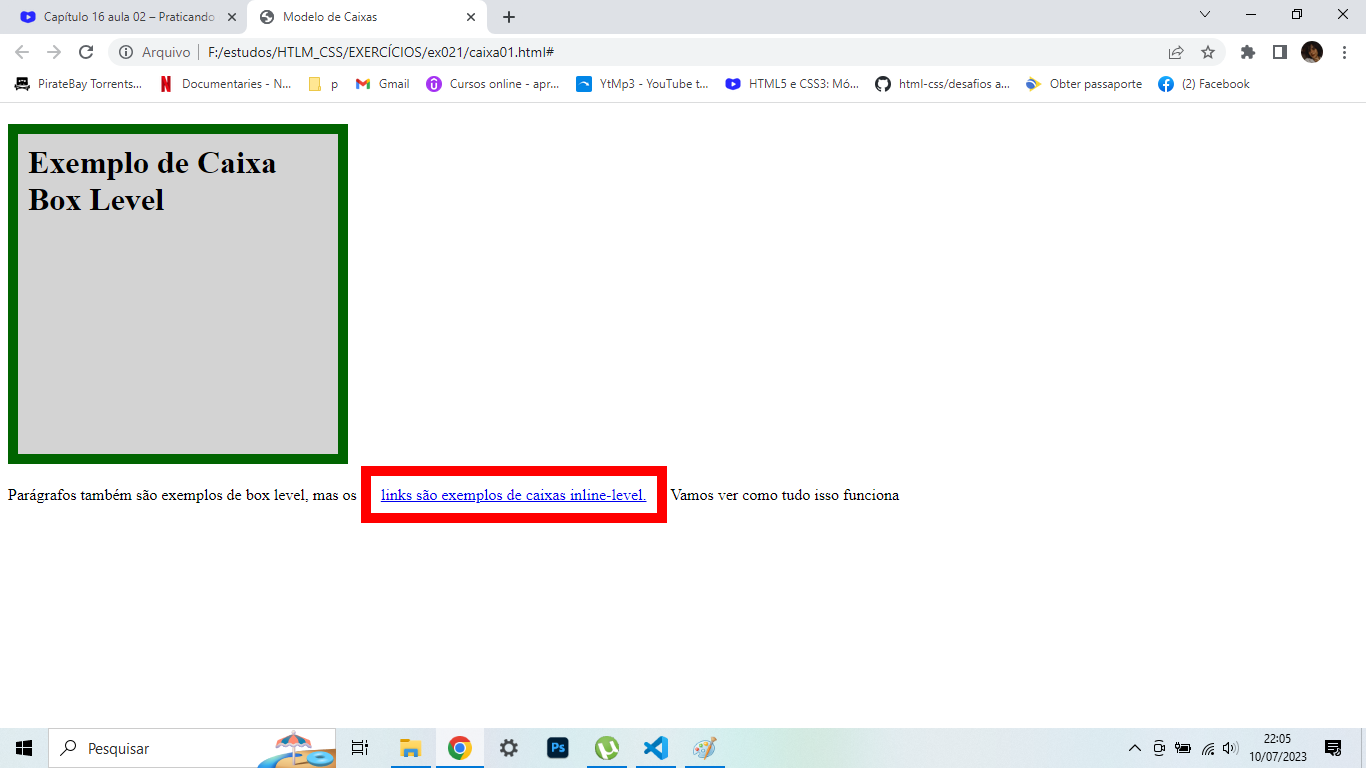 Capítulo 16 aula 02 – Praticando
Modelo de Caixas
Arquivo
F:/estudos/HTLM_CSS/EXERCÍCIOS/ex021/caixa01.html#
PirateBay Torrents...
Documentaries - N...
p
Gmail
Cursos online - apr...
YtMp3 - YouTube t...
HTML5 e CSS3: Mó...
html-css/desafios a...
Obter passaporte
(2) Facebook
Exemplo de Caixa
Box Level
Parágrafos também são exemplos de box level, mas os links são exemplos de caixas inline-level. Vamos ver como tudo isso funciona
Pesquisar
Ps
22:05
10/07/2023